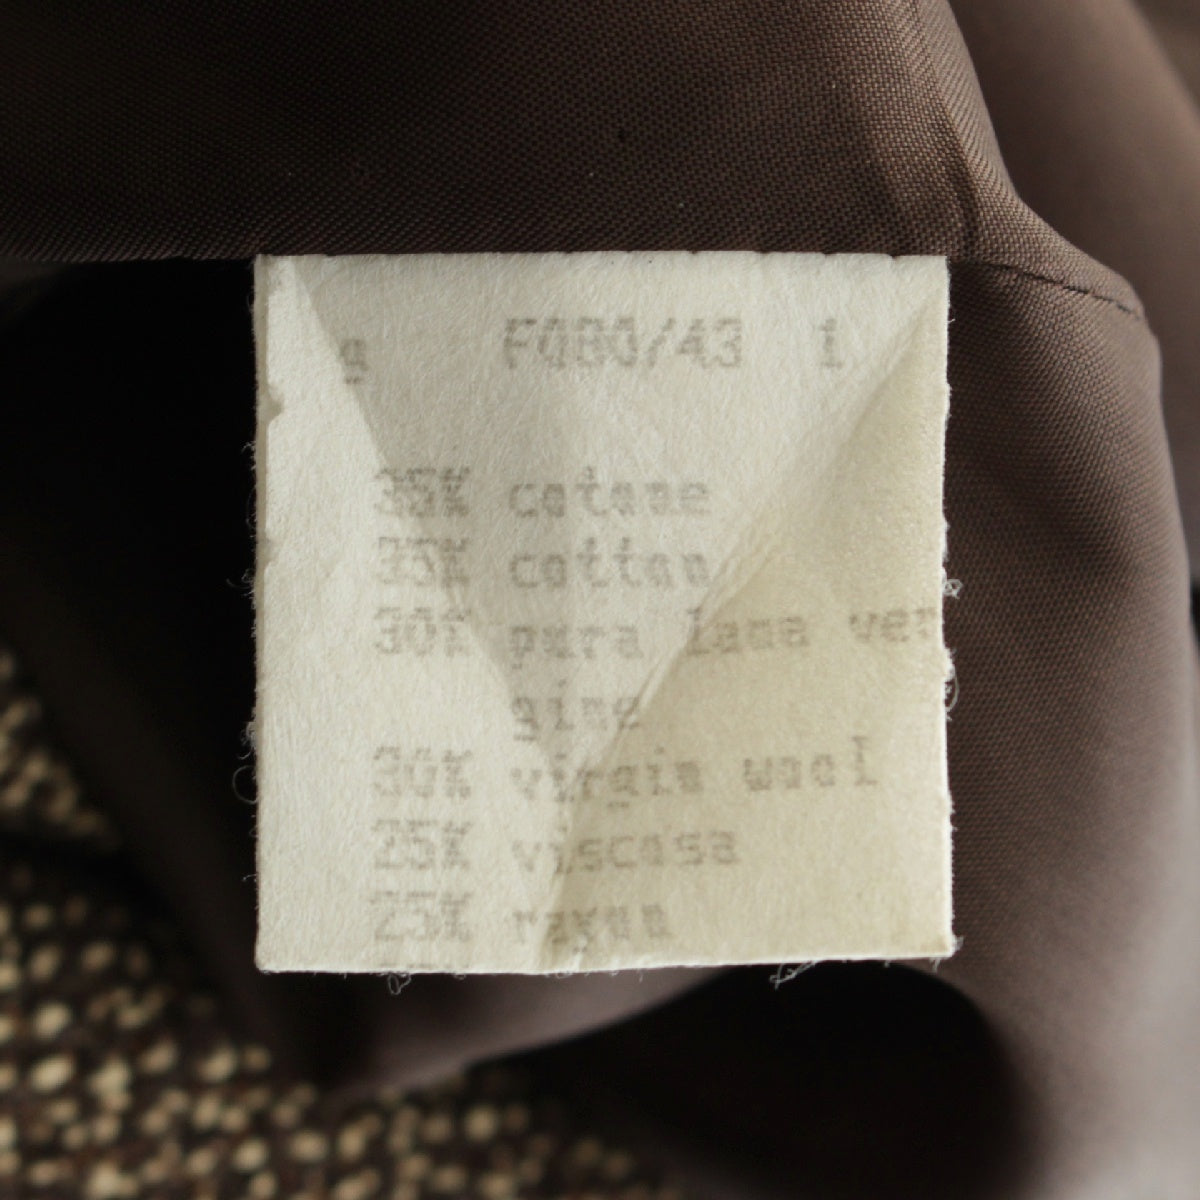 g F080/43 1
35% cotone
35% cotton
30% pura lana ver
gine
30% virgin wool
25% viscosa
25% rayon